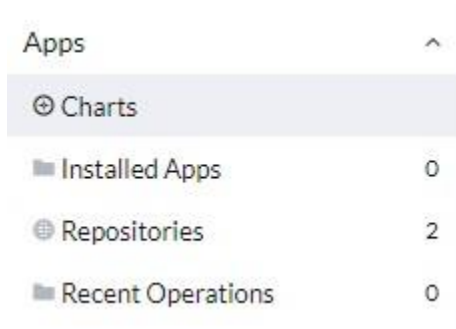 Apps
Charts
Installed Apps 0
Repositories 2
Recent Operations 0